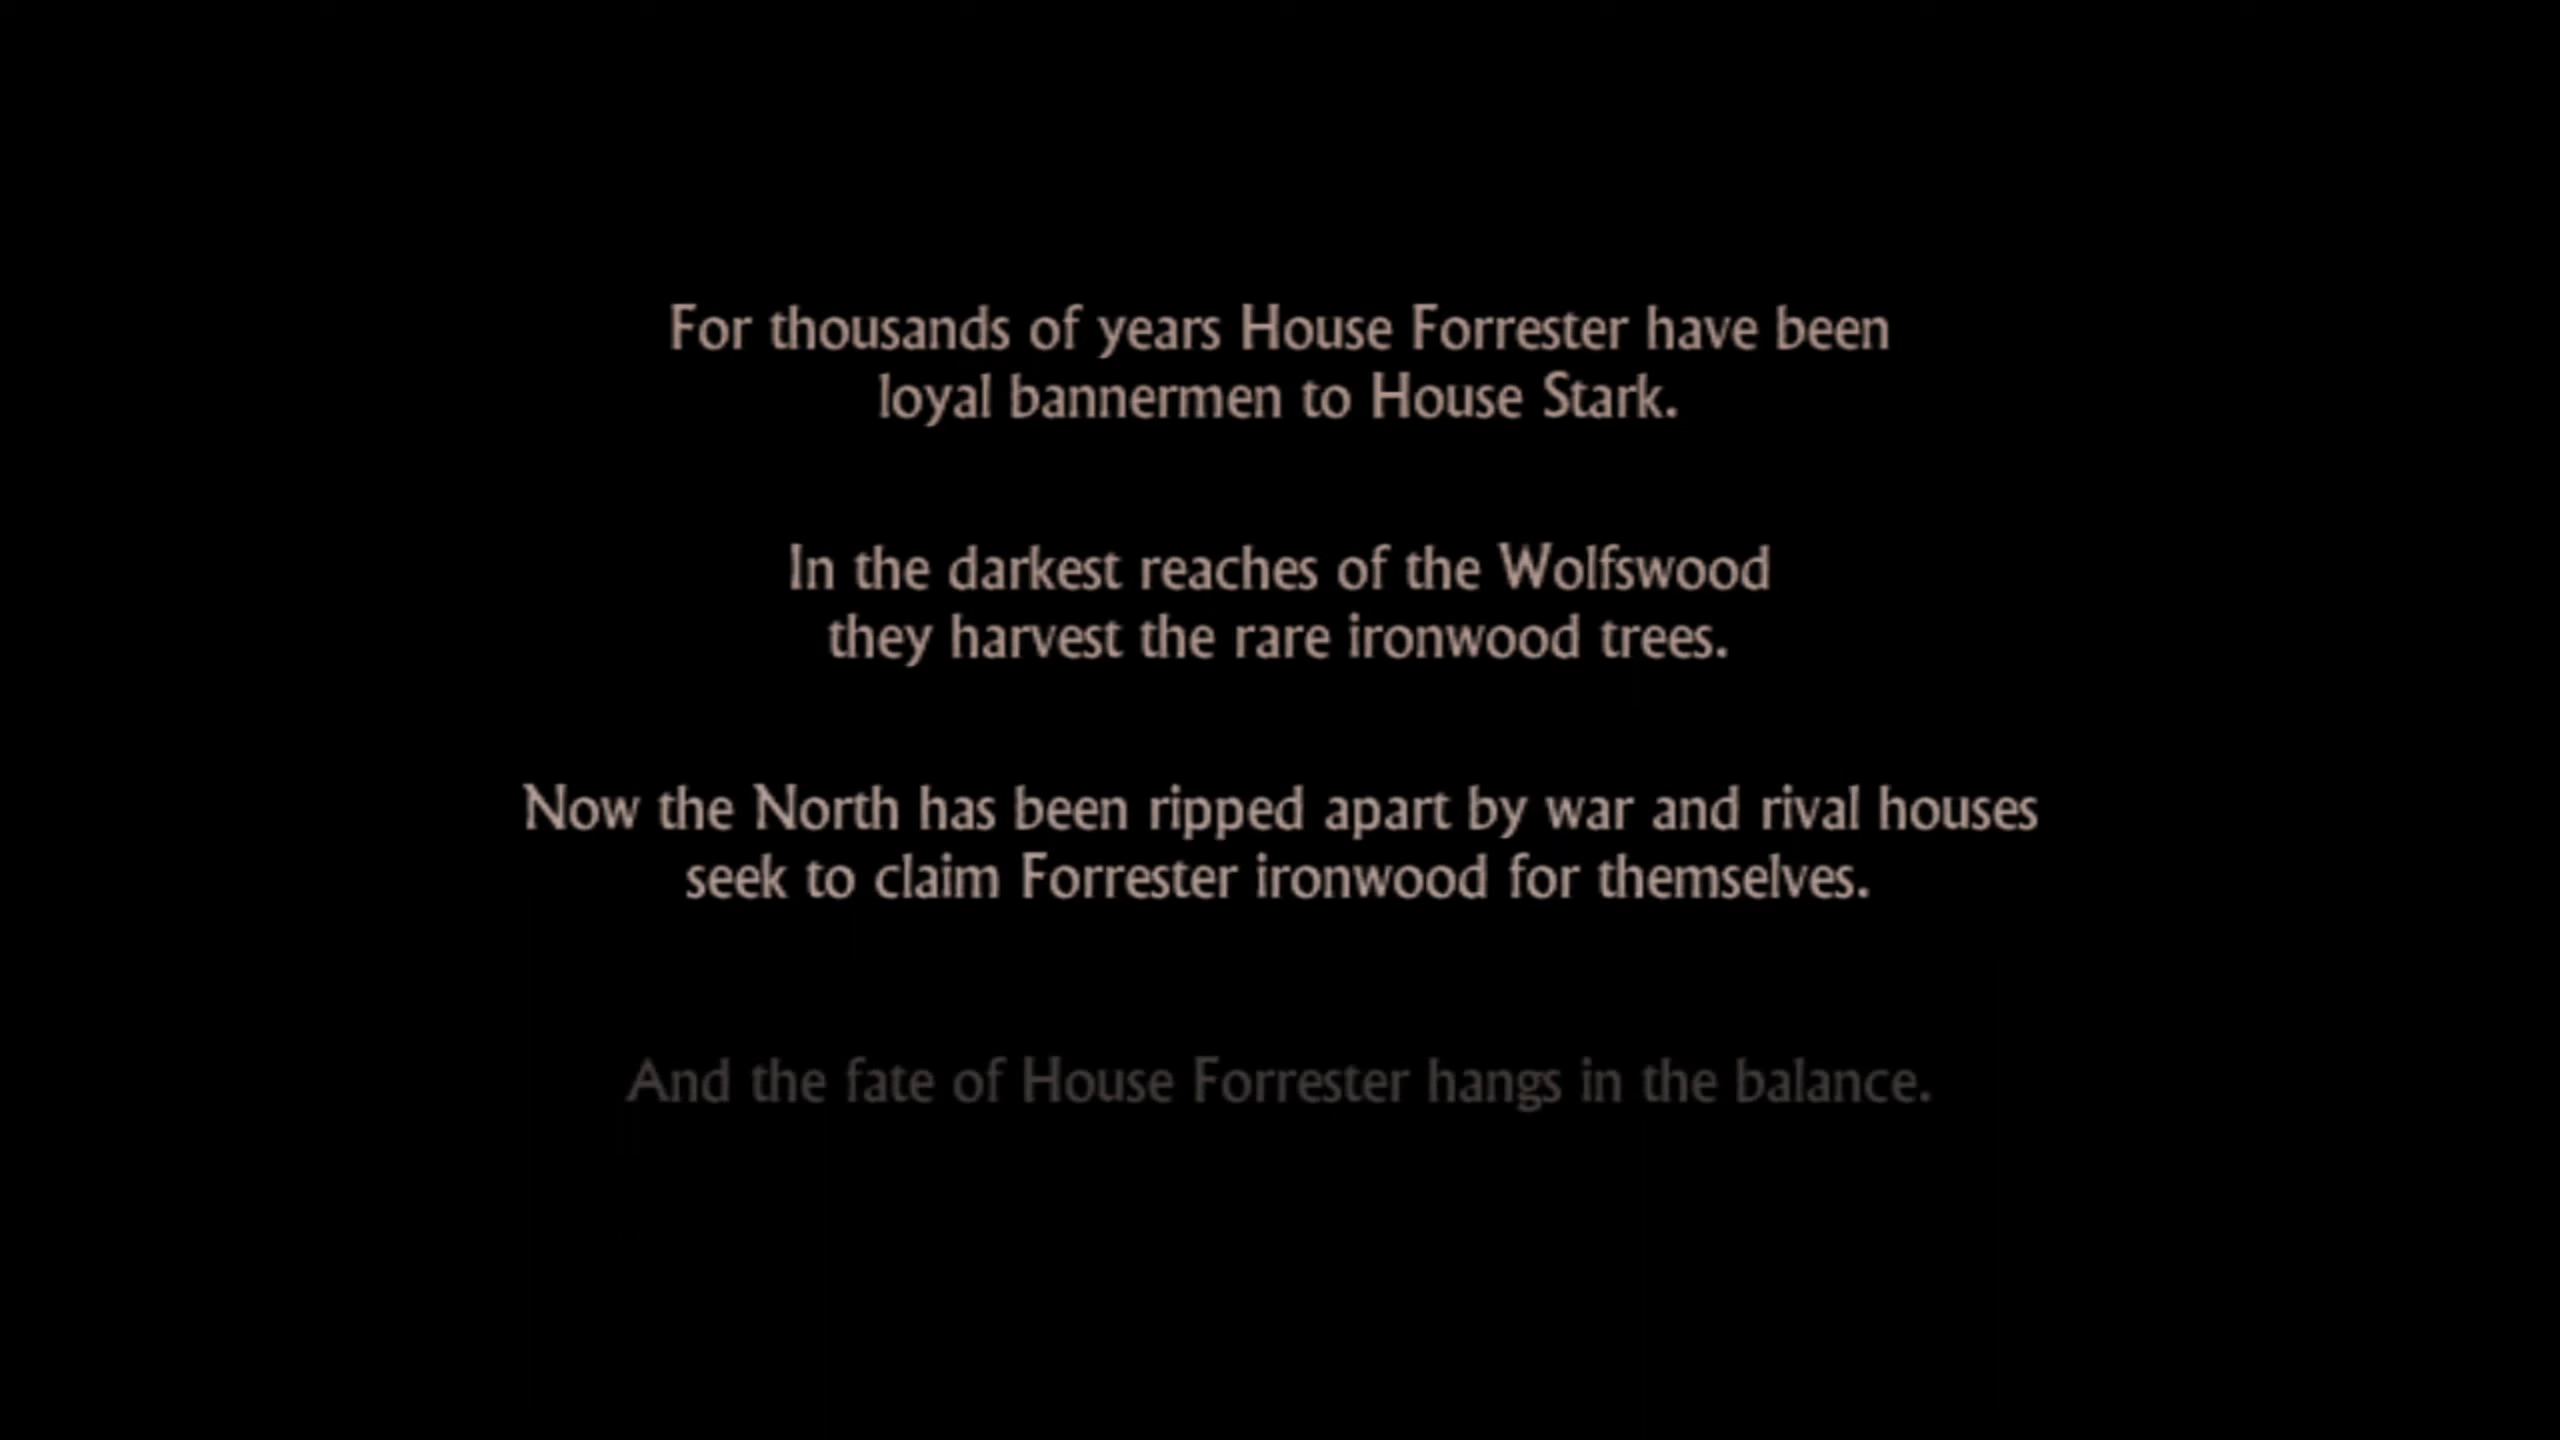 For thousands of years House Forrester have been
loyal bannermen to House Stark.
In the darkest reaches of the Wolfswood
they harvest the rare ironwood trees.
Now the North has been ripped apart by war and rival houses
seek to claim Forrester ironwood for themselves.
And the fate of House Forrester hangs in the balance.